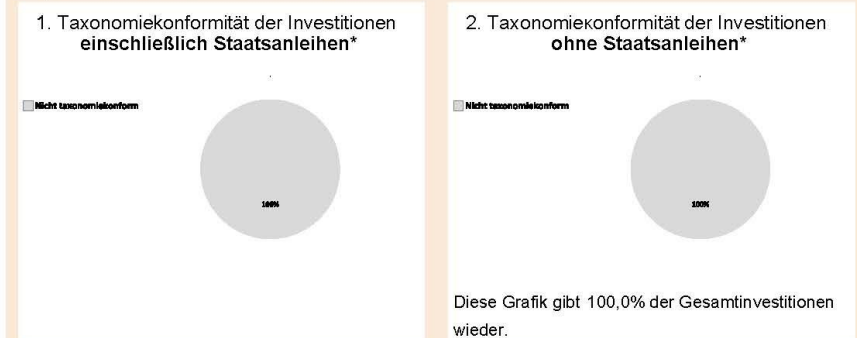 1. Taxonomiekonformität der Investitionen
einschließlich Staatsanleihen*
Nicht taxonomiekonform
100%
2. Taxonomieкonformität der Investitionen
ohne Staatsanleihen*
Nicht taxonomiekonform
100%
Diese Grafik gibt 100,0% der Gesamtinvestitionen
wieder.